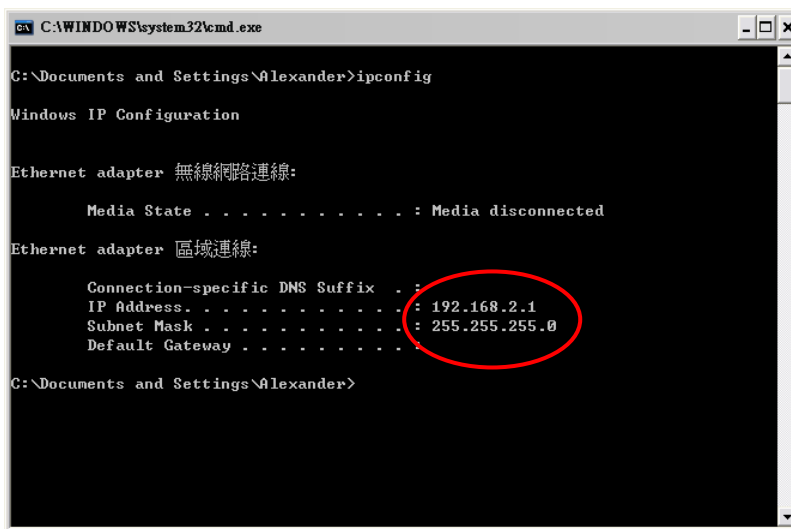 C:\WINDOWS\system32\cmd.exe
C:\Documents and Settings\Alexander>ipconfig
Windows IP Configuration
Ethernet adapter 無線網路連線:
Media State . . . . . . . . . . . : Media disconnected
Ethernet adapter 區域連線:
Connection-specific DNS Suffix . :
IP Address. . . . . . . . . . . . : 192.168.2.1
Subnet Mask . . . . . . . . . . . : 255.255.255.0
Default Gateway . . . . . . . . . :
C:\Documents and Settings\Alexander>